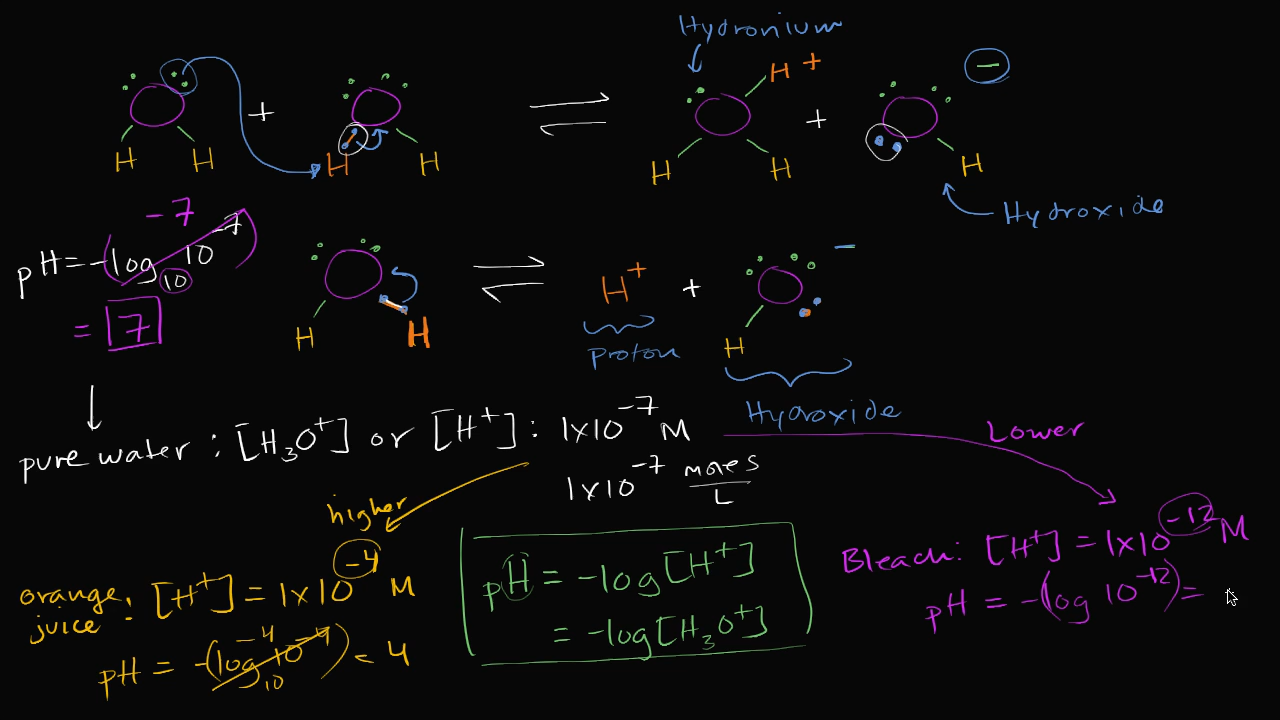 Hydronium
H +
+
+
−
H H
H H
H H
H
Hydroxide
-7
pH = -log₁₀ 10⁻⁷
= 7
H H
H⁺ +
−
proton
H
Hydroxide
pure water : [H₃O⁺] or [H⁺] : 1x10⁻⁷ M
1x10⁻⁷ moles
L
Lower
higher
orange juice : [H⁺] = 1x10⁻⁴ M
-4
pH = -(log₁₀ 10⁻⁴) = 4
pH = -log[H⁺]
= -log[H₃O⁺]
Bleach: [H⁺] = 1x10⁻¹² M
pH = -(log 10⁻¹²) =